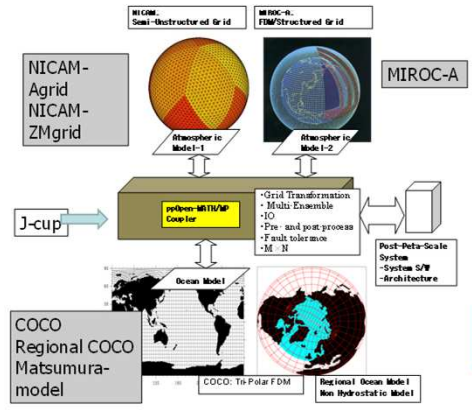 NICAM.
Semi-Unstructured Grid
MIROC-A.
FDM/Structured Grid
NICAM-
Agrid
NICAM-
ZMgrid
MIROC-A
Atmospheric
Model-1
Atmospheric
Model-2
J-cup
ppOpen-MATH/MP
Coupler
・Grid Transformation
・Multi-Ensemble
・IO
・Pre- and post-process
・Fault tolerance
・M × N
Post-Peta-Scale
System
-System S/W
-Architecture
Ocean Model
COCO
Regional COCO
Matsumura-
model
COCO: Tri-Polar FDM
Regional Ocean Model
Non Hydrostatic Model